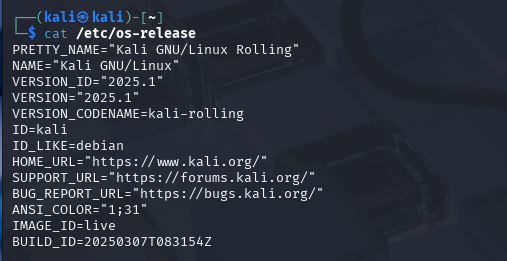 ┌──(kali㉿kali)-[~]
└─$ cat /etc/os-release
PRETTY_NAME="Kali GNU/Linux Rolling"
NAME="Kali GNU/Linux"
VERSION_ID="2025.1"
VERSION="2025.1"
VERSION_CODENAME=kali-rolling
ID=kali
ID_LIKE=debian
HOME_URL="https://www.kali.org/"
SUPPORT_URL="https://forums.kali.org/"
BUG_REPORT_URL="https://bugs.kali.org/"
ANSI_COLOR="1;31"
IMAGE_ID=live
BUILD_ID=20250307T083154Z